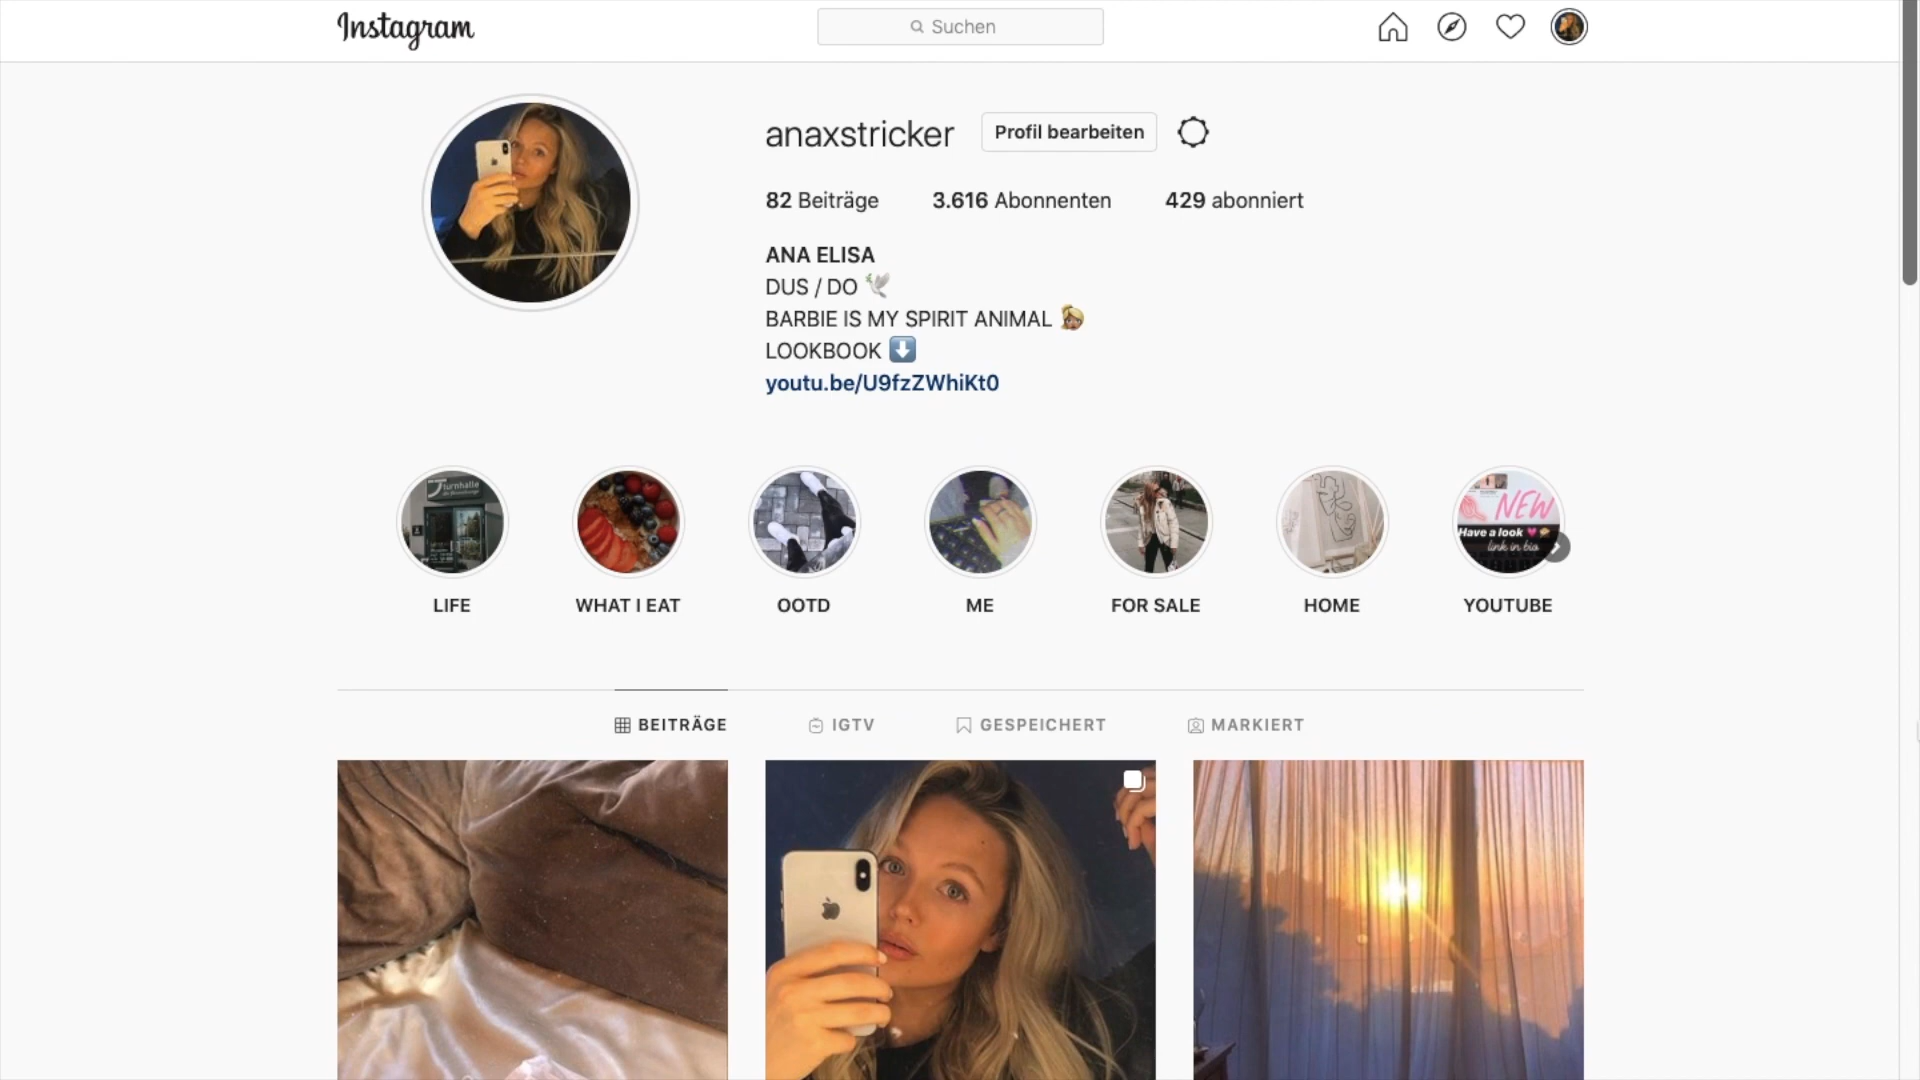 Instagram
Suchen
anaxstricker
Profil bearbeiten
82 Beiträge
3.616 Abonnenten
429 abonniert
ANA ELISA
DUS / DO 🕊️
BARBIE IS MY SPIRIT ANIMAL 👱🏽‍♀️
LOOKBOOK ⬇️
youtu.be/U9fzZWhiKt0
turnhalle
NEW
Have a look
link in bio
LIFE
WHAT I EAT
OOTD
ME
FOR SALE
HOME
YOUTUBE
BEITRÄGE
IGTV
GESPEICHERT
MARKIERT